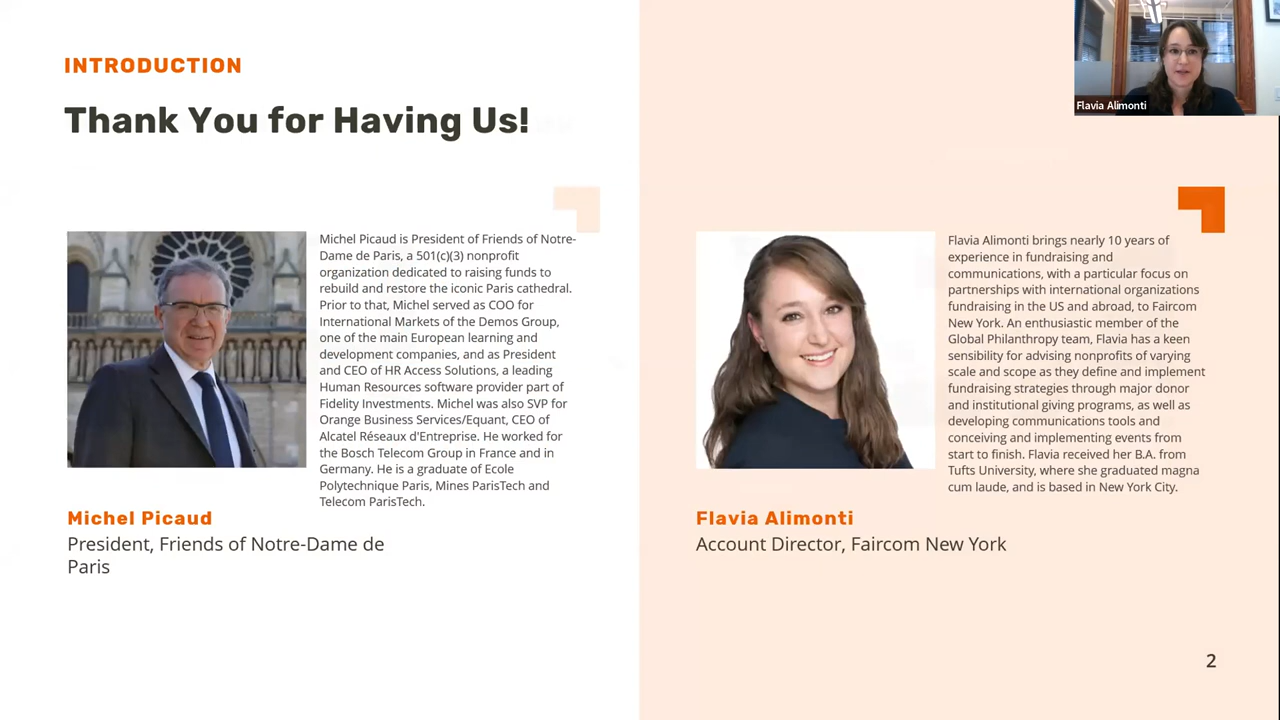 INTRODUCTION
Thank You for Having Us!
Flavia Alimonti
Michel Picaud is President of Friends of Notre-
Dame de Paris, a 501(c)(3) nonprofit
organization dedicated to raising funds to
rebuild and restore the iconic Paris cathedral.
Prior to that, Michel served as COO for
International Markets of the Demos Group,
one of the main European learning and
development companies, and as President
and CEO of HR Access Solutions, a leading
Human Resources software provider part of
Fidelity Investments. Michel was also SVP for
Orange Business Services/Equant, CEO of
Alcatel Réseaux d'Entreprise. He worked for
the Bosch Telecom Group in France and in
Germany. He is a graduate of Ecole
Polytechnique Paris, Mines ParisTech and
Telecom ParisTech.
Michel Picaud
President, Friends of Notre-Dame de
Paris
Flavia Alimonti brings nearly 10 years of
experience in fundraising and
communications, with a particular focus on
partnerships with international organizations
fundraising in the US and abroad, to Faircom
New York. An enthusiastic member of the
Global Philanthropy team, Flavia has a keen
sensibility for advising nonprofits of varying
scale and scope as they define and implement
fundraising strategies through major donor
and institutional giving programs, as well as
developing communications tools and
conceiving and implementing events from
start to finish. Flavia received her B.A. from
Tufts University, where she graduated magna
cum laude, and is based in New York City.
Flavia Alimonti
Account Director, Faircom New York
2